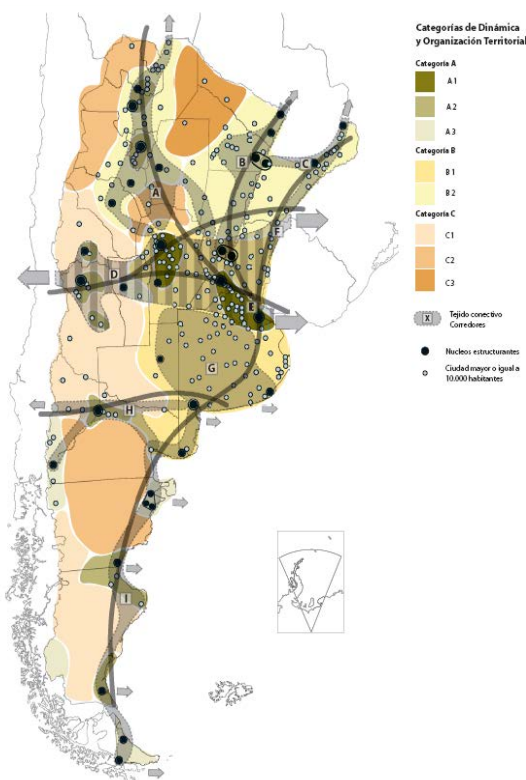 Categorías de Dinámica
y Organización Territorial
Categoría A
A 1
A 2
A 3
Categoría B
B 1
B 2
Categoría C
C1
C2
C3
X
Tejido conectivo
Corredores
Nucleos estructurantes
Ciudad mayor o igual a
10.000 habitantes
B
C
A
F
D
E
G
H
I